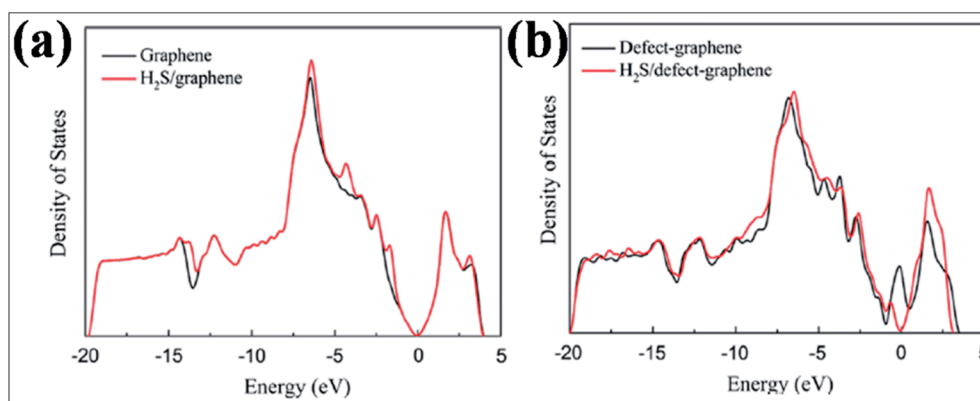 (a)
Graphene
H₂S/graphene
Density of States
-20
-15
-10
-5
0
5
Energy (eV)
(b)
Defect-graphene
H₂S/defect-graphene
Density of States
-20
-15
-10
-5
0
5
Energy (eV)